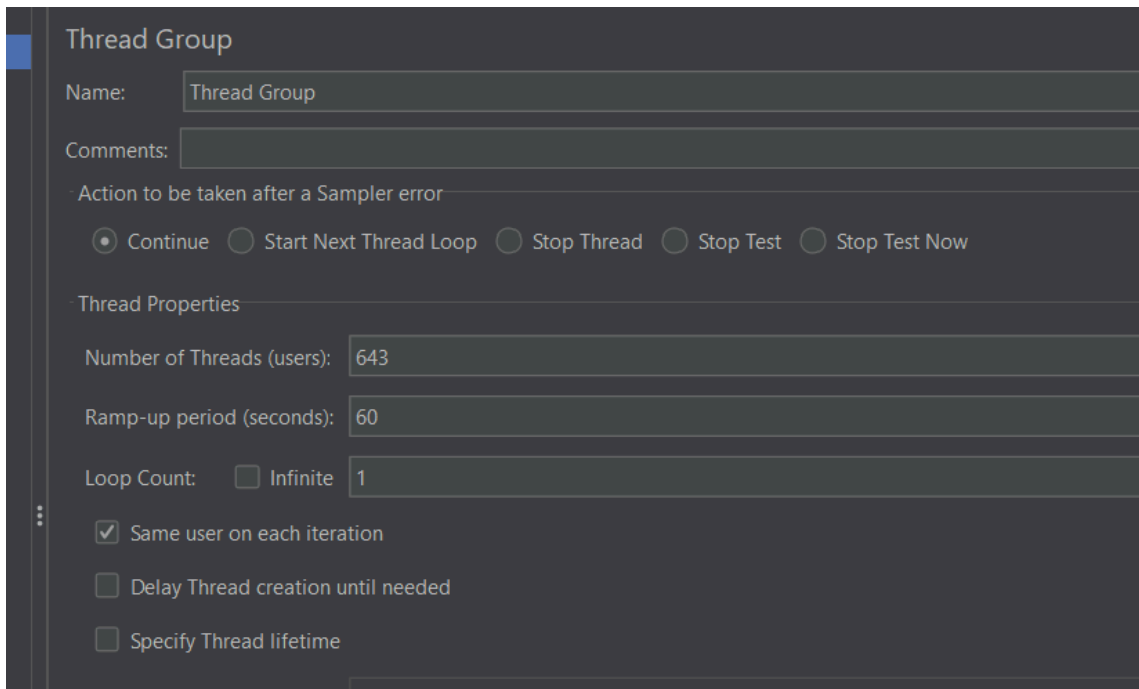 Thread Group
Name: Thread Group
Comments:
Action to be taken after a Sampler error
Continue Start Next Thread Loop Stop Thread Stop Test Stop Test Now
Thread Properties
Number of Threads (users): 643
Ramp-up period (seconds): 60
Loop Count: Infinite 1
Same user on each iteration
Delay Thread creation until needed
Specify Thread lifetime